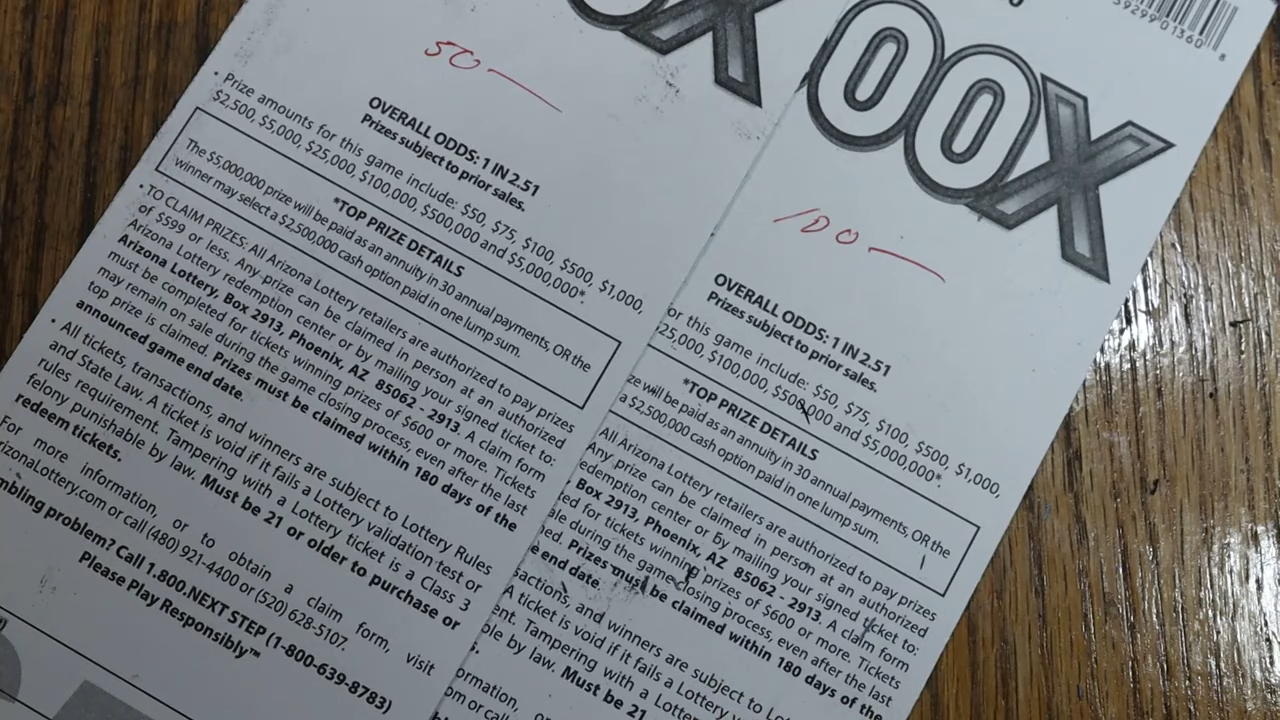 50-
OVERALL ODDS: 1 IN 2.51
Prizes subject to prior sales.
• Prize amounts for this game include: $50, $75, $100, $500, $1,000,
$2,500, $5,000, $25,000, $100,000, $500,000 and $5,000,000*.
*TOP PRIZE DETAILS
The $5,000,000 prize will be paid as an annuity in 30 annual payments, OR the
winner may select a $2,500,000 cash option paid in one lump sum.
• TO CLAIM PRIZES: All Arizona Lottery retailers are authorized to pay prizes
of $599 or less. Any prize can be claimed in person at an authorized
Arizona Lottery redemption center or by mailing your signed ticket to:
Arizona Lottery, Box 2913, Phoenix, AZ 85062 - 2913. A claim form
must be completed for tickets winning prizes of $600 or more. Tickets
may remain on sale during the game closing process, even after the last
top prize is claimed. Prizes must be claimed within 180 days of the
announced game end date.
• All tickets, transactions, and winners are subject to Lottery Rules
and State Law. A ticket is void if it fails a Lottery validation test or
rules requirement. Tampering with a Lottery ticket is a Class 3
felony punishable by law. Must be 21 or older to purchase or
redeem tickets.
For more information, or to obtain a claim form, visit
rizonaLottery.com or call (480) 921-4400 or (520) 628-5107.
mbling problem? Call 1.800.NEXT STEP (1-800-639-8783)
Please Play Responsibly™
00X
59299 01360 8
100-
OVERALL ODDS: 1 IN 2.51
Prizes subject to prior sales.
or this game include: $50, $75, $100, $500, $1,000,
25,000, $100,000, $500,000 and $5,000,000*.
*TOP PRIZE DETAILS
ze will be paid as an annuity in 30 annual payments, OR the
a $2,500,000 cash option paid in one lump sum.
All Arizona Lottery retailers are authorized to pay prizes
Any prize can be claimed in person at an authorized
edemption center or by mailing your signed ticket to:
Box 2913, Phoenix, AZ 85062 - 2913. A claim form
ed for tickets winning prizes of $600 or more. Tickets
ale during the game closing process, even after the last
ed. Prizes must be claimed within 180 days of the
e end date.
sactions, and winners are subject to Lot
A ticket is void if it fails a Lottery v
ent. Tampering with a Lotter
ble by law. Must be 21
ormation, o
om or call